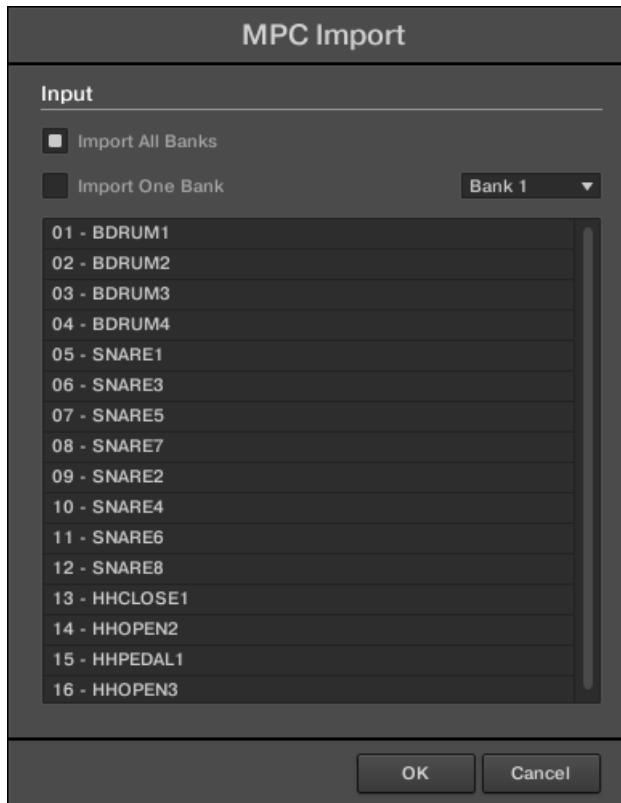 MPC Import
Input
Import All Banks
Import One Bank Bank 1
01 - BDRUM1
02 - BDRUM2
03 - BDRUM3
04 - BDRUM4
05 - SNARE1
06 - SNARE3
07 - SNARE5
08 - SNARE7
09 - SNARE2
10 - SNARE4
11 - SNARE6
12 - SNARE8
13 - HHCLOSE1
14 - HHOPEN2
15 - HHPEDAL1
16 - HHOPEN3
OK Cancel